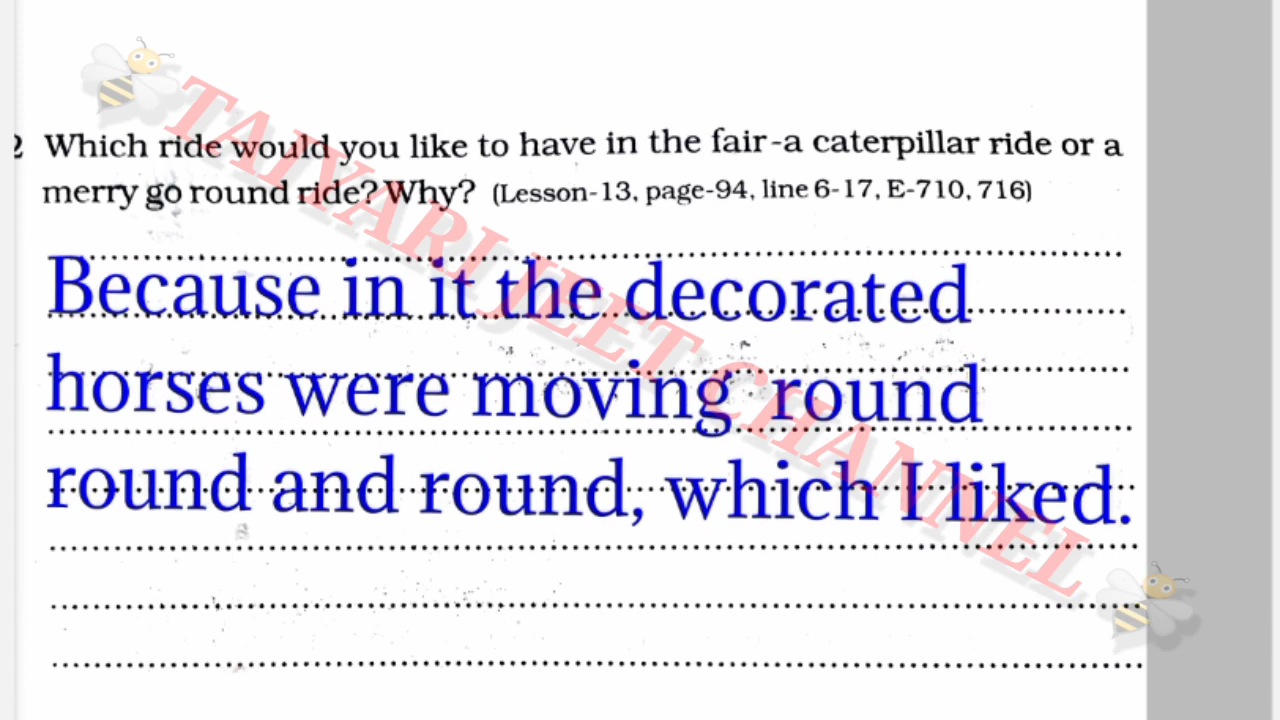 2 Which ride would you like to have in the fair-a caterpillar ride or a
merry go round ride? Why? (Lesson-13, page-94, line 6-17, E-710, 716)
Because in it the decorated
horses were moving round
round and round, which I liked.
TAIYARI JEET CHANNEL